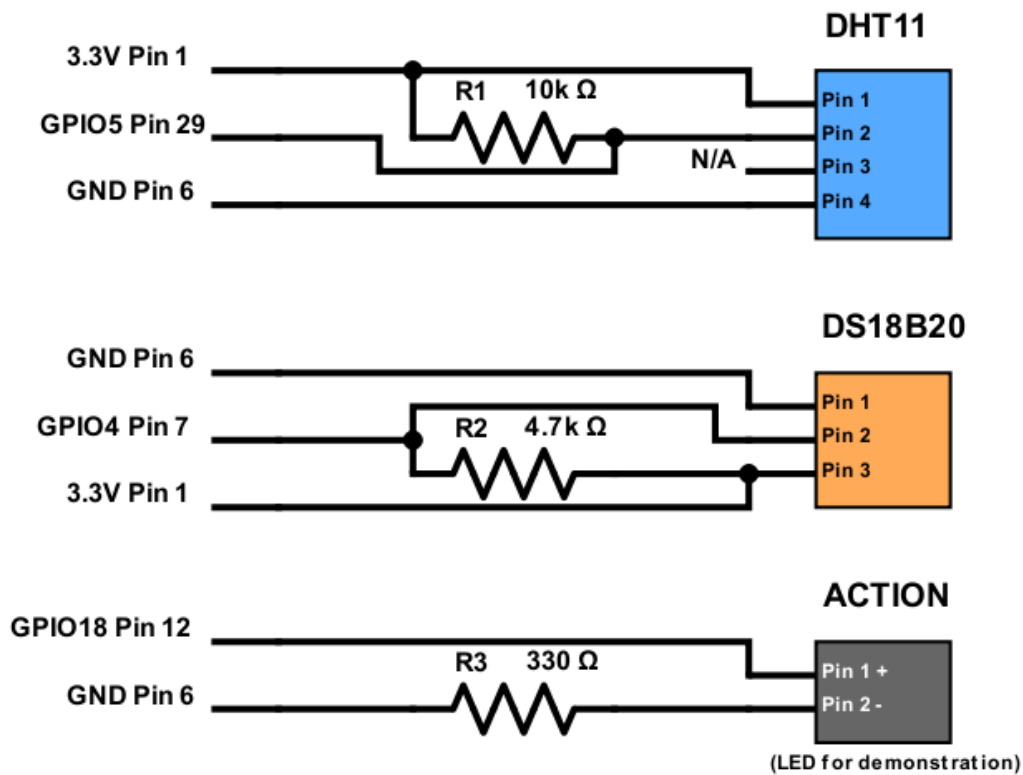 DHT11
3.3V Pin 1
R1 10k Ω
Pin 1
GPIO5 Pin 29
Pin 2
N/A
Pin 3
GND Pin 6
Pin 4
DS18B20
GND Pin 6
Pin 1
GPIO4 Pin 7
R2 4.7k Ω
Pin 2
Pin 3
3.3V Pin 1
ACTION
GPIO18 Pin 12
R3 330 Ω
Pin 1 +
GND Pin 6
Pin 2 -
(LED for demonstration)